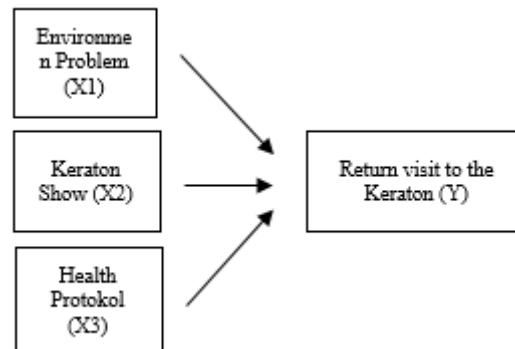 Environme
n Problem
(X1)
Keraton
Show (X2)
Return visit to the
Keraton (Y)
Health
Protokol
(X3)